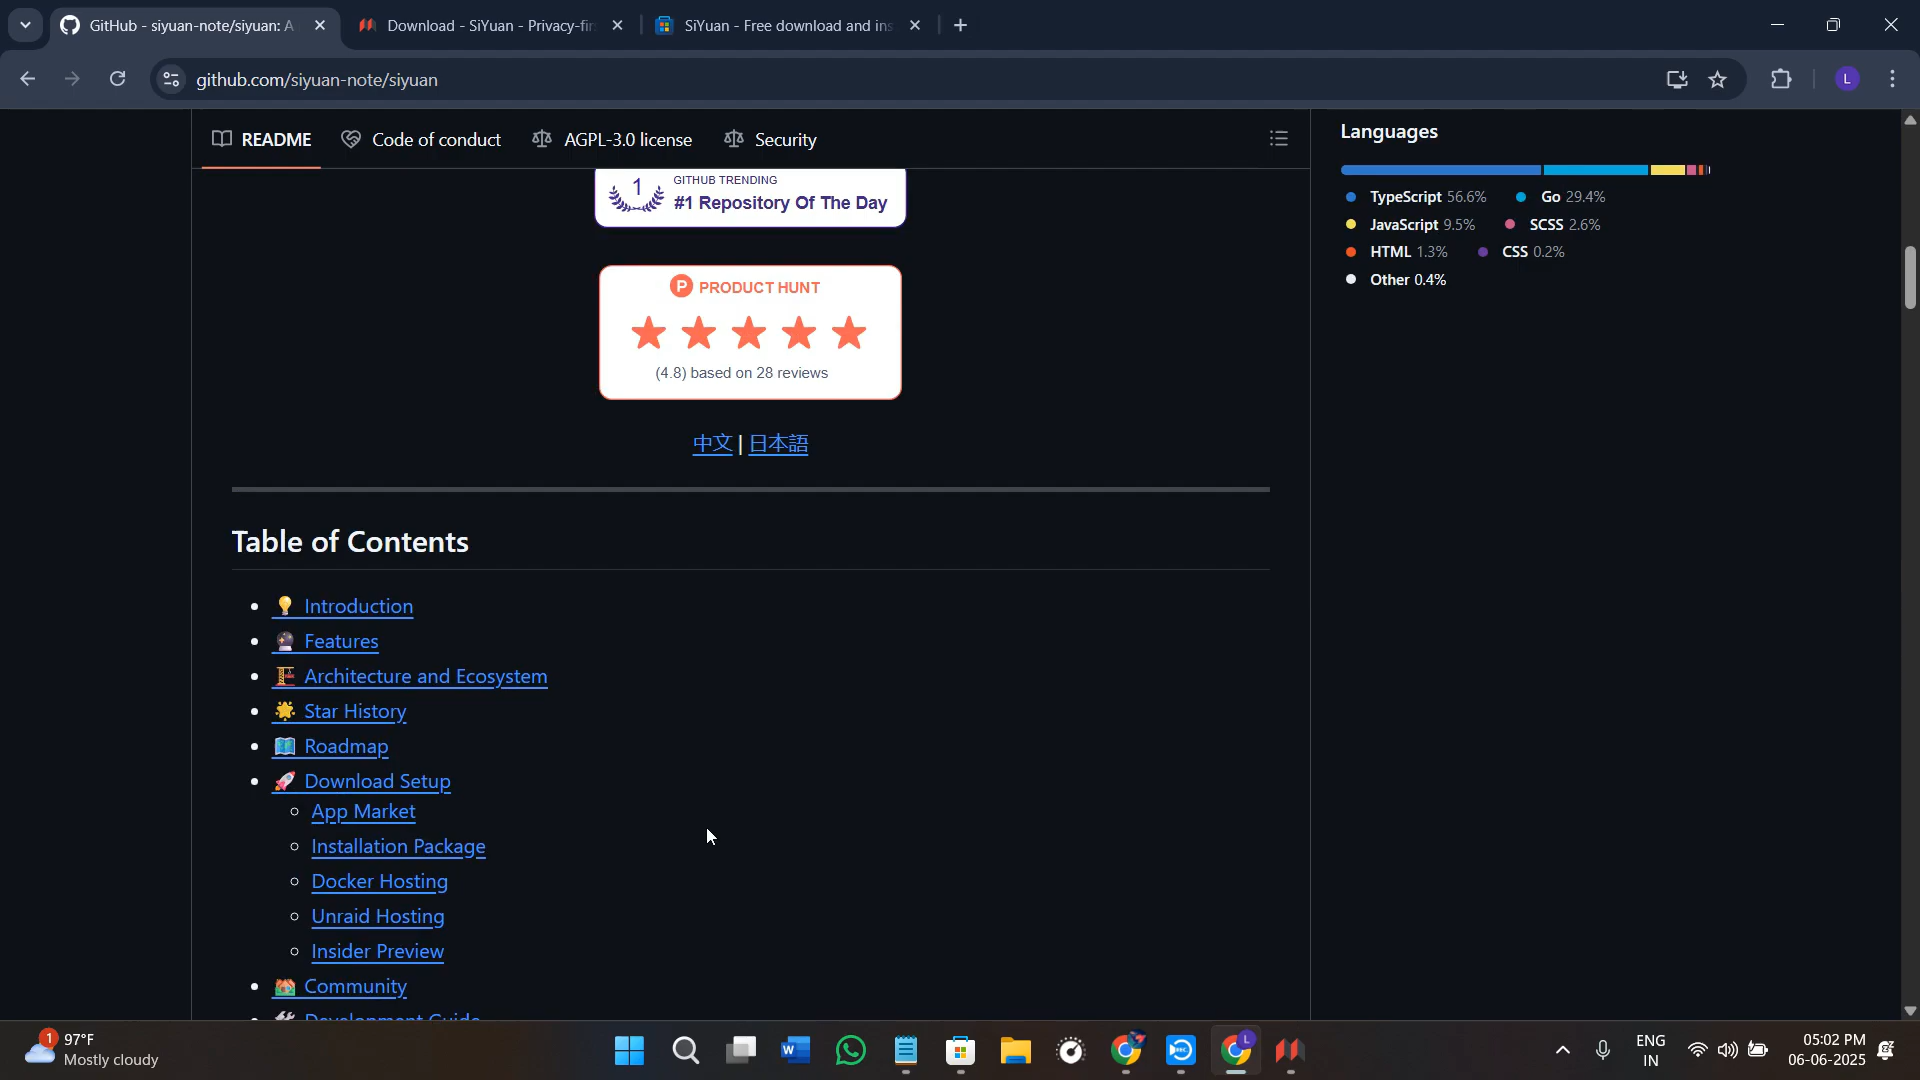 GitHub - siyuan-note/siyuan: A
Download - SiYuan - Privacy-fir
SiYuan - Free download and ins
github.com/siyuan-note/siyuan
L
README
Code of conduct
AGPL-3.0 license
Security
1
GITHUB TRENDING
#1 Repository Of The Day
P PRODUCT HUNT
(4.8) based on 28 reviews
中文 | 日本語
Table of Contents
Introduction
Features
Architecture and Ecosystem
Star History
Roadmap
Download Setup
App Market
Installation Package
Docker Hosting
Unraid Hosting
Insider Preview
Community
Development Guide
Languages
TypeScript 56.6%
Go 29.4%
JavaScript 9.5%
SCSS 2.6%
HTML 1.3%
CSS 0.2%
Other 0.4%
1
97°F
Mostly cloudy
W
L
ENG
IN
05:02 PM
06-06-2025